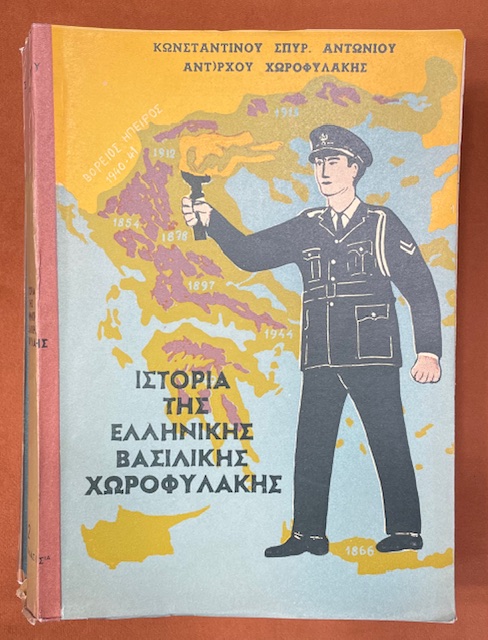 ΚΩΝΣΤΑΝΤΙΝΟΥ ΣΠΥΡ. ΑΝΤΩΝΙΟΥ
ΑΝΤ)ΡΧΟΥ ΧΩΡΟΦΥΛΑΚΗΣ
1913
ΒΟΡΕΙΟΣ ΗΠΕΙΡΟΣ
1940-41
1912
1854
1878
1897
1944
ΙΣΤΟΡΙΑ
ΤΗΣ
ΕΛΛΗΝΙΚΗΣ
ΒΑΣΙΛΙΚΗΣ
ΧΩΡΟΦΥΛΑΚΗΣ
1866